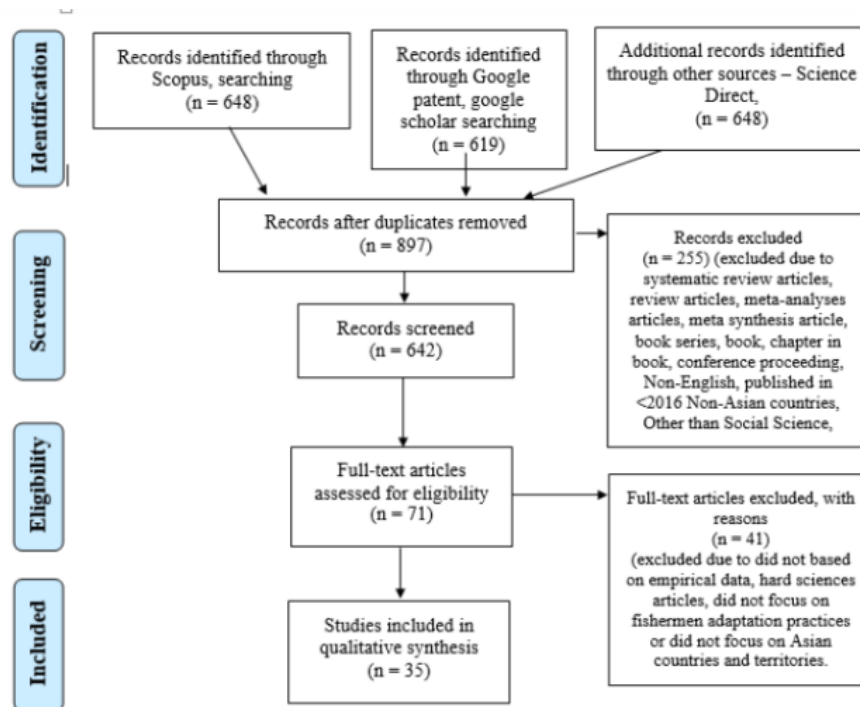 Identification
Records identified through
Scopus, searching
(n = 648)
Records identified
through Google
patent, google
scholar searching
(n = 619)
Additional records identified
through other sources – Science
Direct,
(n = 648)
Screening
Records after duplicates removed
(n = 897)
Records excluded
(n = 255) (excluded due to
systematic review articles,
review articles, meta-analyses
articles, meta synthesis article,
book series, book, chapter in
book, conference proceeding,
Non-English, published in
<2016 Non-Asian countries,
Other than Social Science,
Records screened
(n = 642)
Eligibility
Full-text articles
assessed for eligibility
(n = 71)
Full-text articles excluded, with
reasons
(n = 41)
(excluded due to did not based
on empirical data, hard sciences
articles, did not focus on
fishermen adaptation practices
or did not focus on Asian
countries and territories.
Included
Studies included in
qualitative synthesis
(n = 35)